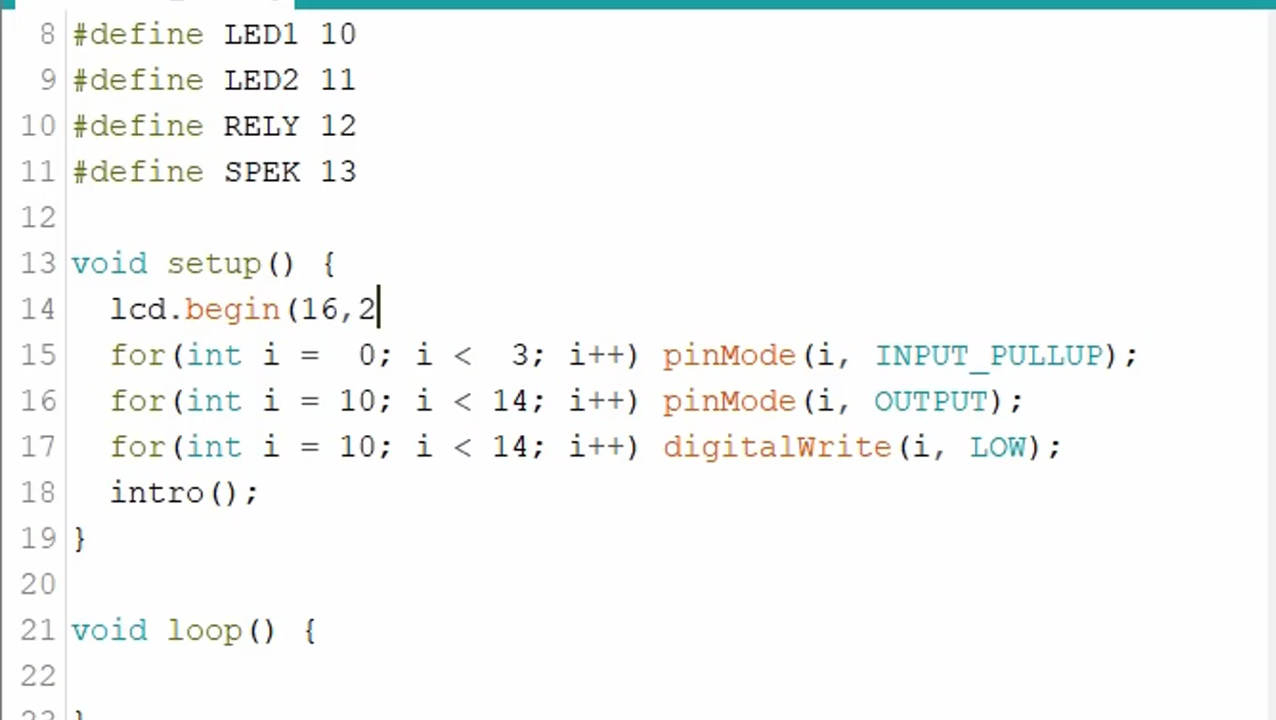 8 #define LED1 10
9 #define LED2 11
10 #define RELY 12
11 #define SPEK 13
12
13 void setup() {
14   lcd.begin(16,2
15   for(int i =  0; i <  3; i++) pinMode(i, INPUT_PULLUP);
16   for(int i = 10; i < 14; i++) pinMode(i, OUTPUT);
17   for(int i = 10; i < 14; i++) digitalWrite(i, LOW);
18   intro();
19 }
20
21 void loop() {
22
23 }